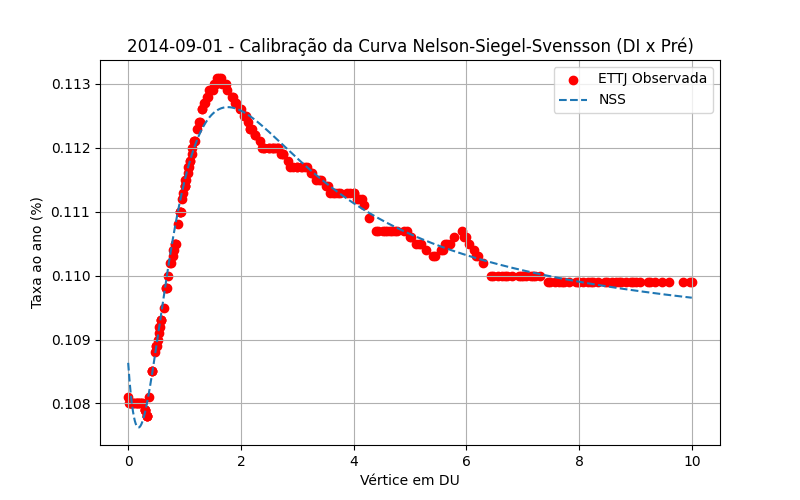 2014-09-01 - Calibração da Curva Nelson-Siegel-Svensson (DI x Pré)
ETTJ Observada
NSS
Taxa ao ano (%)
0.113
0.112
0.111
0.110
0.109
0.108
0 2 4 6 8 10
Vértice em DU